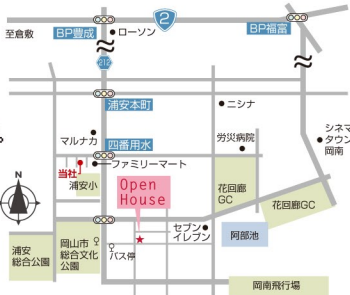 2
至倉敷
BP豊成
ローソン
BP福富
212
浦安本町
ニシナ
マルナカ
四番用水
労災病院
シネマ
タウン
岡南
当社
ファミリーマート
浦安小
花回廊
GC
花回廊
GC
N
Open
House
セブン
イレブン
阿部池
浦安
総合公園
岡山市
総合文化
公園
バス停
岡南飛行場